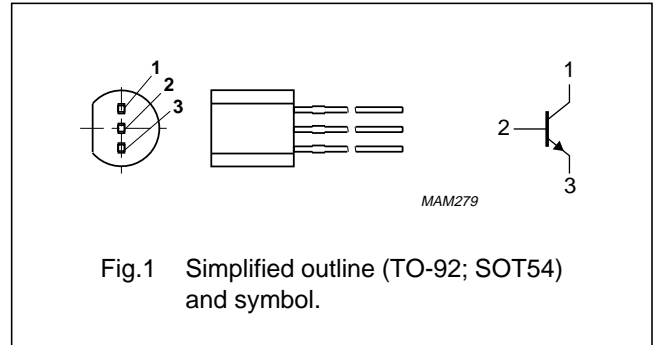 1
2
3
1
2
3
MAM279
Fig.1 Simplified outline (TO-92; SOT54)
and symbol.